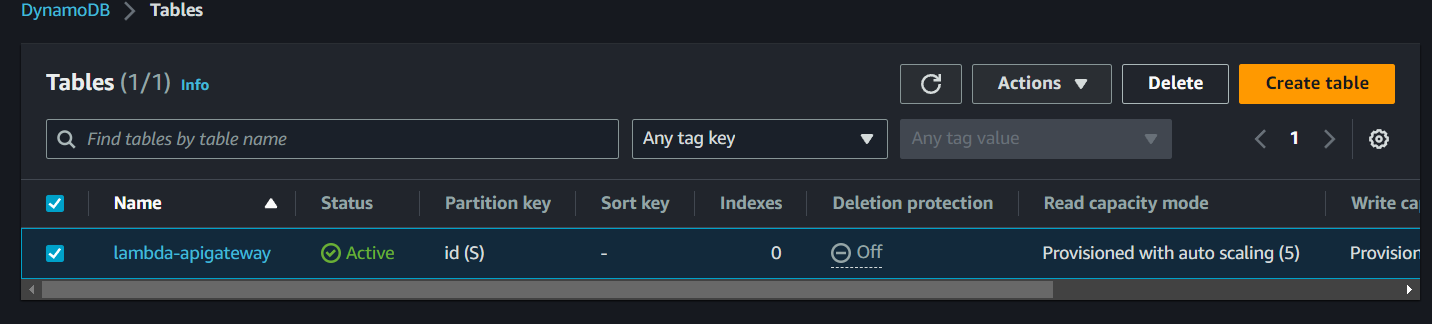 DynamoDB > Tables
Tables (1/1) Info Actions Delete Create table
Find tables by table name Any tag key Any tag value 1
Name Status Partition key Sort key Indexes Deletion protection Read capacity mode Write ca
lambda-apigateway Active id (S) - 0 Off Provisioned with auto scaling (5) Provision